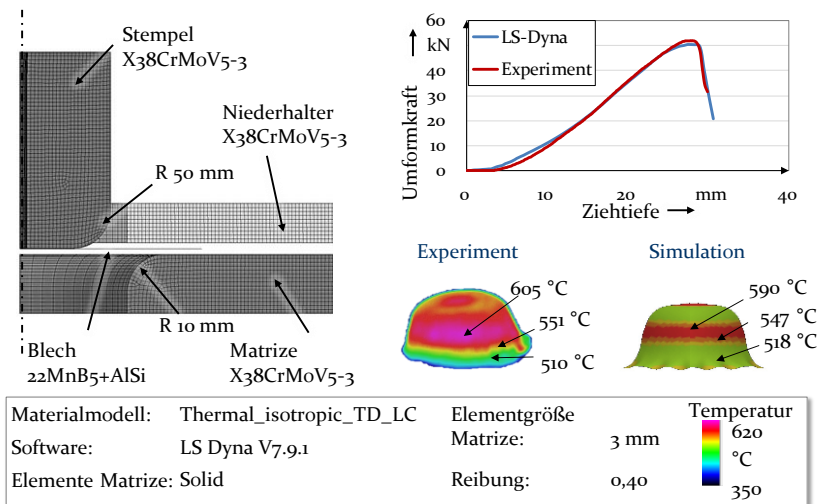 Stempel
X38CrMoV5-3
Niederhalter
X38CrMoV5-3
R 50 mm
R 10 mm
Blech
22MnB5+AlSi
Matrize
X38CrMoV5-3
Umformkraft
60
kN
40
30
20
10
0
LS-Dyna
Experiment
0
10
20
mm
40
Ziehtiefe
Experiment
605 °C
551 °C
510 °C
Simulation
590 °C
547 °C
518 °C
Materialmodell: Thermal_isotropic_TD_LC
Software: LS Dyna V7.9.1
Elemente Matrize: Solid
Elementgröße
Matrize: 3 mm
Reibung: 0,40
Temperatur
620
°C
350